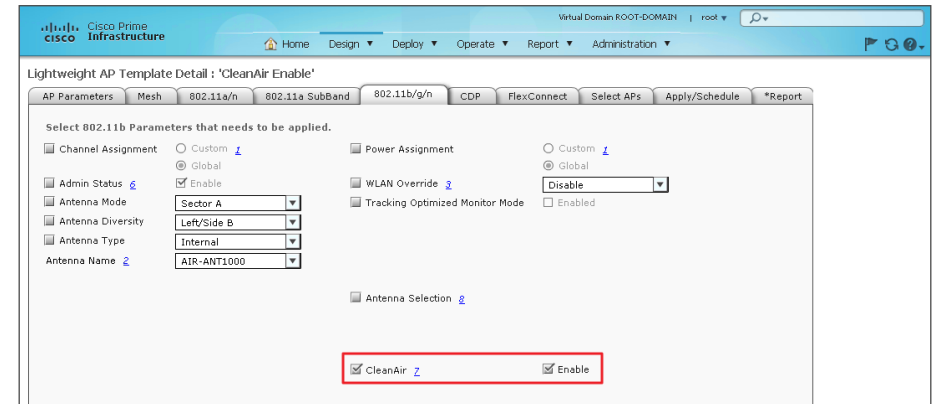 Virtual Domain ROOT-DOMAIN | root ▼
Cisco Prime
CISCO Infrastructure
Home Design ▼ Deploy ▼ Operate ▼ Report ▼ Administration ▼
Lightweight AP Template Detail : 'CleanAir Enable'
AP Parameters Mesh 802.11a/n 802.11a SubBand 802.11b/g/n CDP FlexConnect Select APs Apply/Schedule *Report
Select 802.11b Parameters that needs to be applied.
Channel Assignment Custom 1 Power Assignment Custom 1
Global Global
Admin Status 6 Enable WLAN Override 3 Disable
Antenna Mode Sector A Tracking Optimized Monitor Mode Enabled
Antenna Diversity Left/Side B
Antenna Type Internal
Antenna Name 2 AIR-ANT1000
Antenna Selection 8
CleanAir 7 Enable